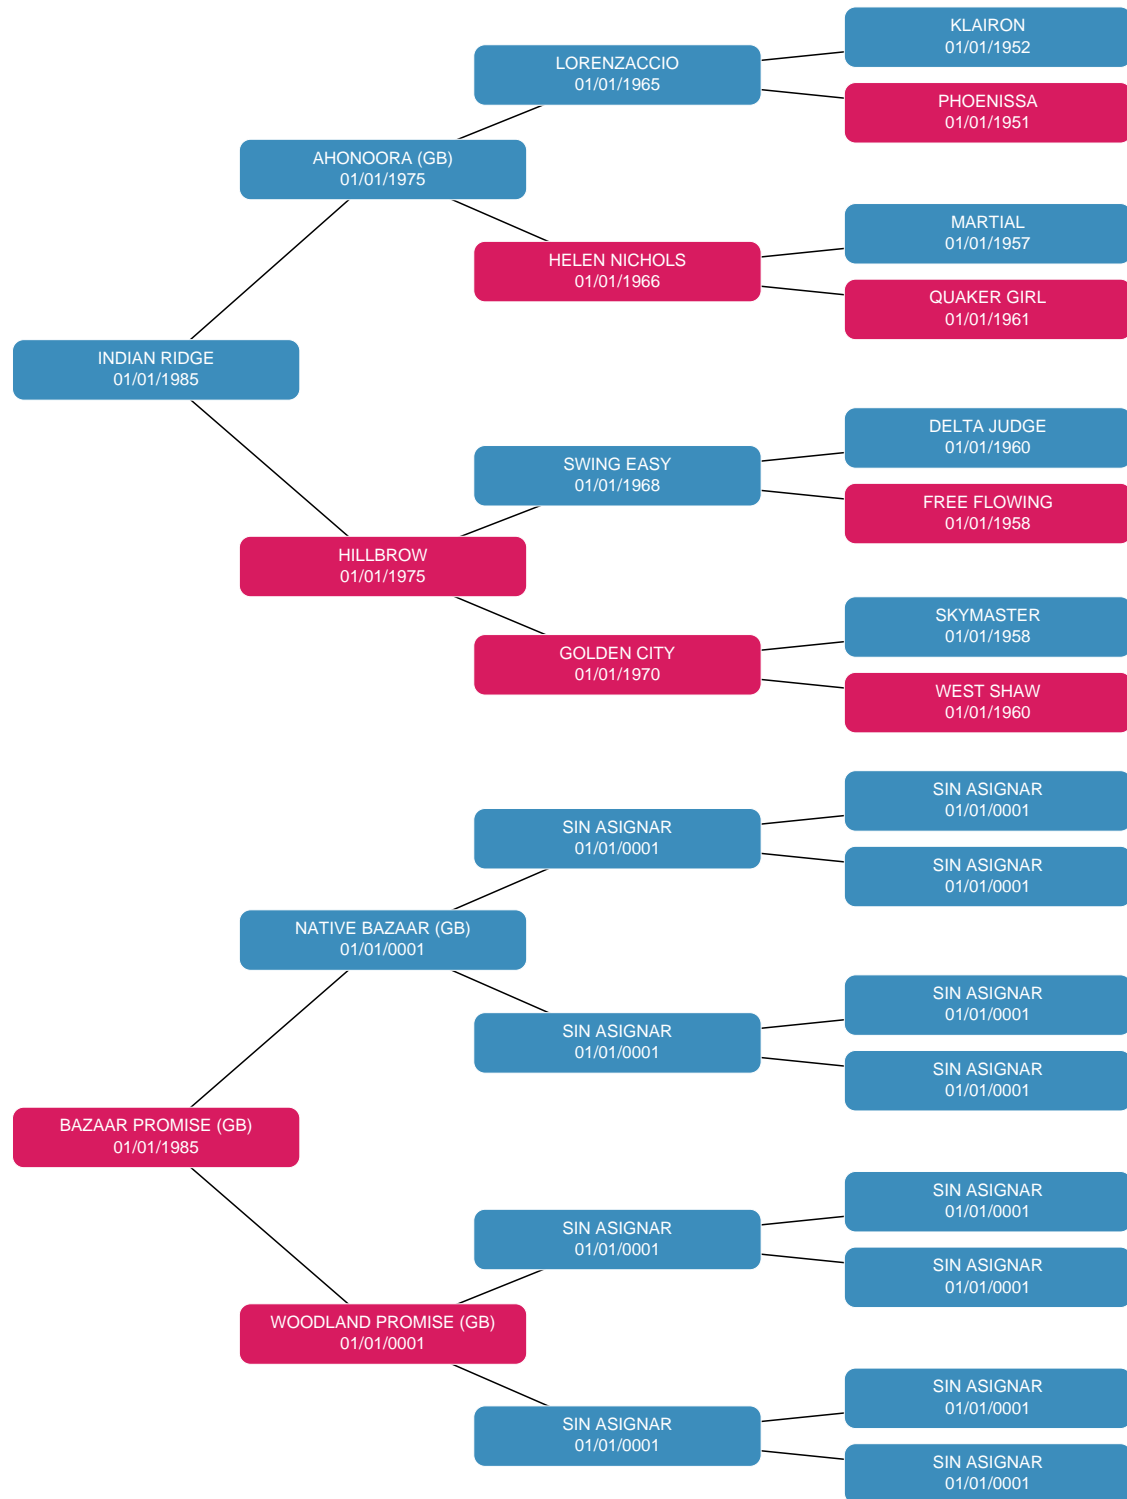 KLAIRON
01/01/1952
LORENZACCIO
01/01/1965
PHOENISSA
01/01/1951
AHONOORA (GB)
01/01/1975
MARTIAL
01/01/1957
HELEN NICHOLS
01/01/1966
QUAKER GIRL
01/01/1961
INDIAN RIDGE
01/01/1985
DELTA JUDGE
01/01/1960
SWING EASY
01/01/1968
FREE FLOWING
01/01/1958
HILLBROW
01/01/1975
SKYMASTER
01/01/1958
GOLDEN CITY
01/01/1970
WEST SHAW
01/01/1960
SIN ASIGNAR
01/01/0001
SIN ASIGNAR
01/01/0001
SIN ASIGNAR
01/01/0001
NATIVE BAZAAR (GB)
01/01/0001
SIN ASIGNAR
01/01/0001
SIN ASIGNAR
01/01/0001
SIN ASIGNAR
01/01/0001
BAZAAR PROMISE (GB)
01/01/1985
SIN ASIGNAR
01/01/0001
SIN ASIGNAR
01/01/0001
SIN ASIGNAR
01/01/0001
WOODLAND PROMISE (GB)
01/01/0001
SIN ASIGNAR
01/01/0001
SIN ASIGNAR
01/01/0001
SIN ASIGNAR
01/01/0001